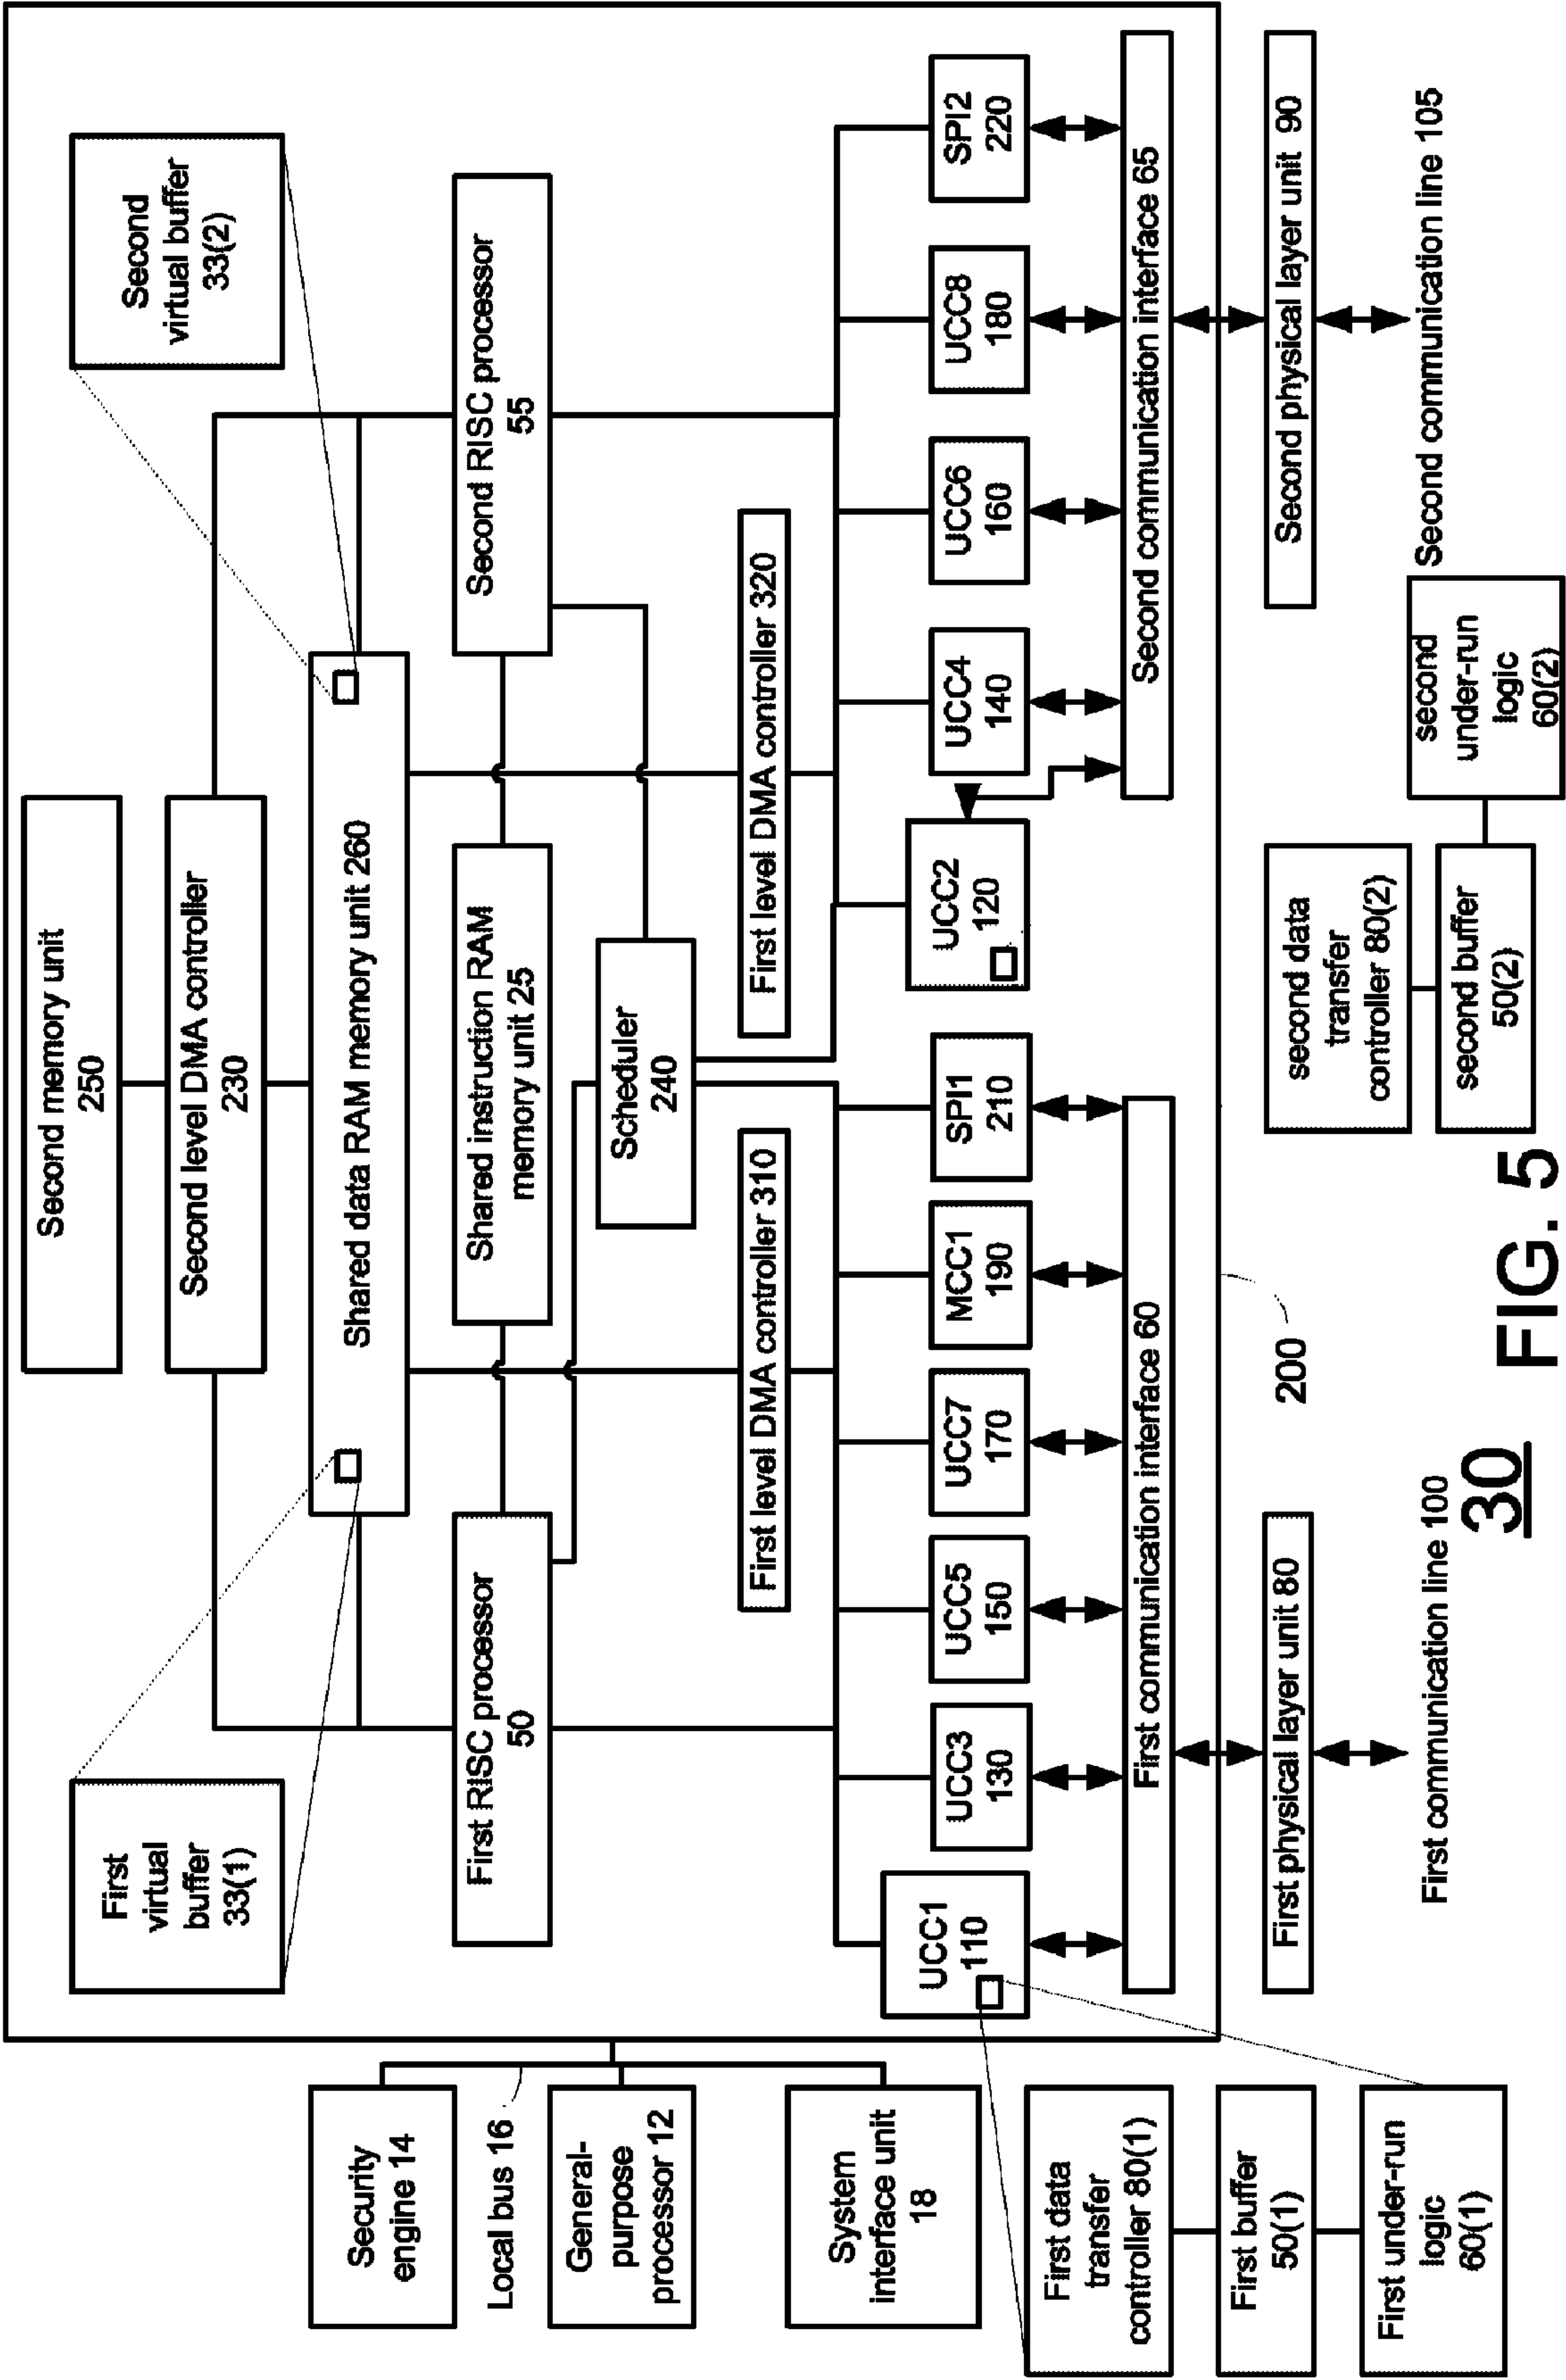 Second memory unit
250
Second level DMA controller
230
First
virtual
buffer
33(1)
Shared data RAM memory unit 260
Second
virtual buffer
33(2)
First RISC processor
50
Shared instruction RAM
memory unit 25
Second RISC processor
55
Scheduler
240
First level DMA controller 310
First level DMA controller 320
Security
engine 14
Local bus 16
General-
purpose
processor 12
System
interface unit
18
UCC1
110
UCC3
130
UCC5
150
UCC7
170
MCC1
190
SPI1
210
UCC2
120
UCC4
140
UCC6
160
UCC8
180
SPI2
220
First communication interface 60
Second communication interface 65
First data
transfer
controller 80(1)
First buffer
50(1)
First under-run
logic
60(1)
First physical layer unit 80
200
second data
transfer
controller 80(2)
second buffer
50(2)
second
under-run
logic
60(2)
Second physical layer unit 90
First communication line 100
Second communication line 105
30 FIG. 5